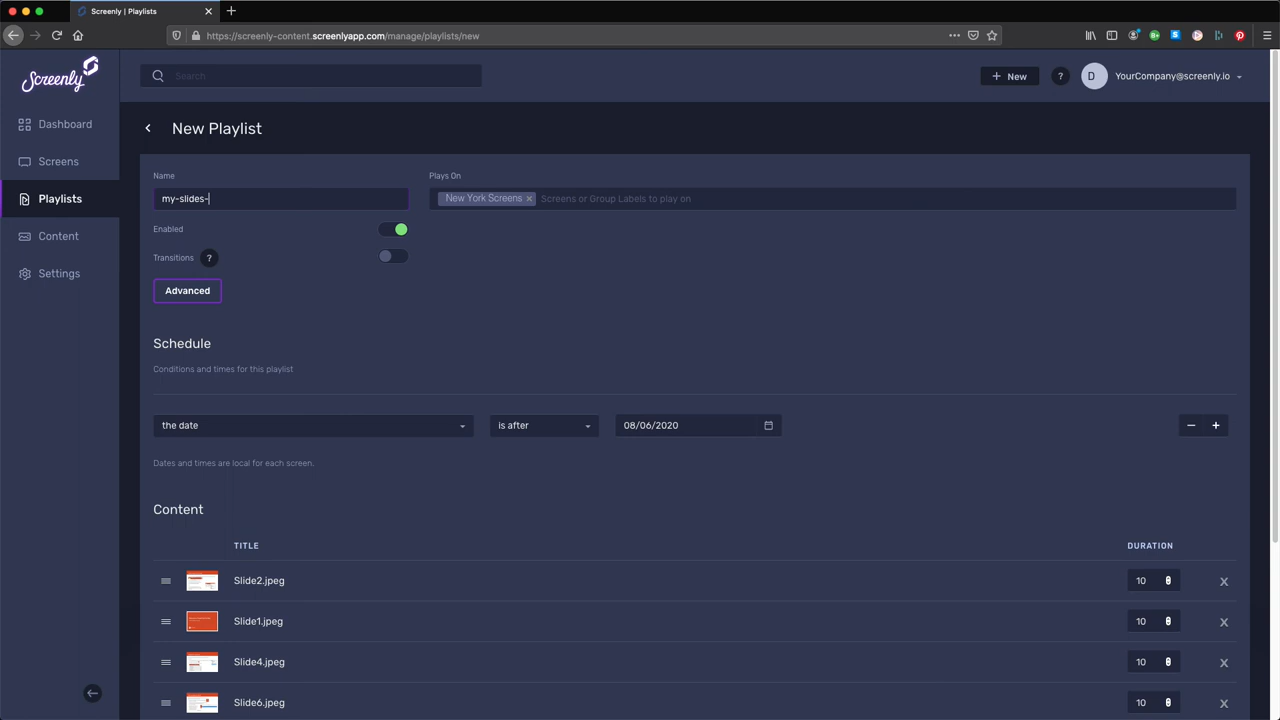 Screenly | Playlists
https://screenly-content.screenlyapp.com/manage/playlists/new
Screenly
Search
New
?
D
YourCompany@screenly.io
Dashboard
Screens
Playlists
Content
Settings
New Playlist
Name
Plays On
my-slides-
New York Screens
Screens or Group Labels to play on
Enabled
Transitions ?
Advanced
Schedule
Conditions and times for this playlist
the date
is after
08/06/2020
Dates and times are local for each screen.
Content
TITLE
DURATION
Slide2.jpeg
10
X
Slide1.jpeg
10
X
Slide4.jpeg
10
X
Slide6.jpeg
10
X